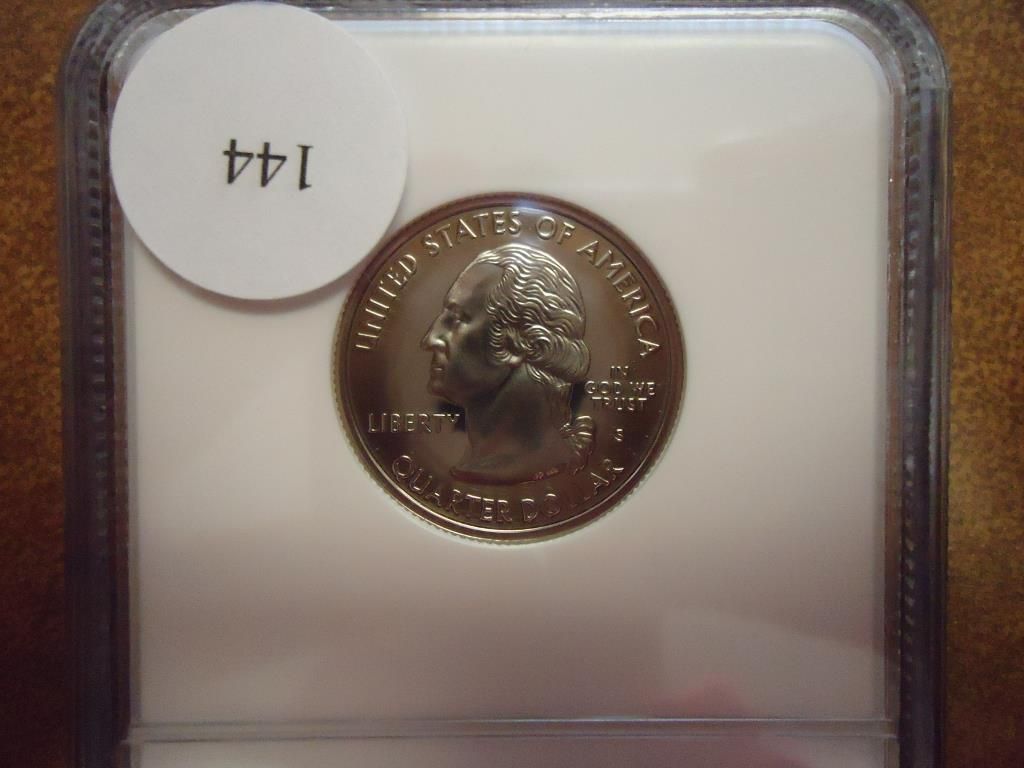 144
UNITED STATES OF AMERICA
IN
GOD WE
TRUST
LIBERTY
S
QUARTER DOLLAR